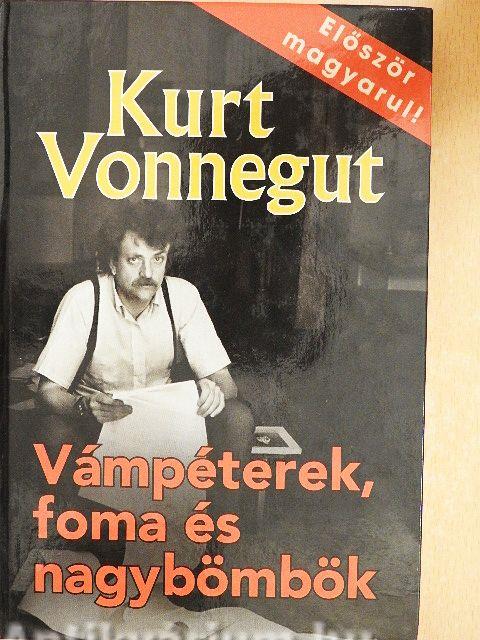 Először
magyarul!
Kurt
Vonnegut
Vámpéterek,
foma és
nagybömbök